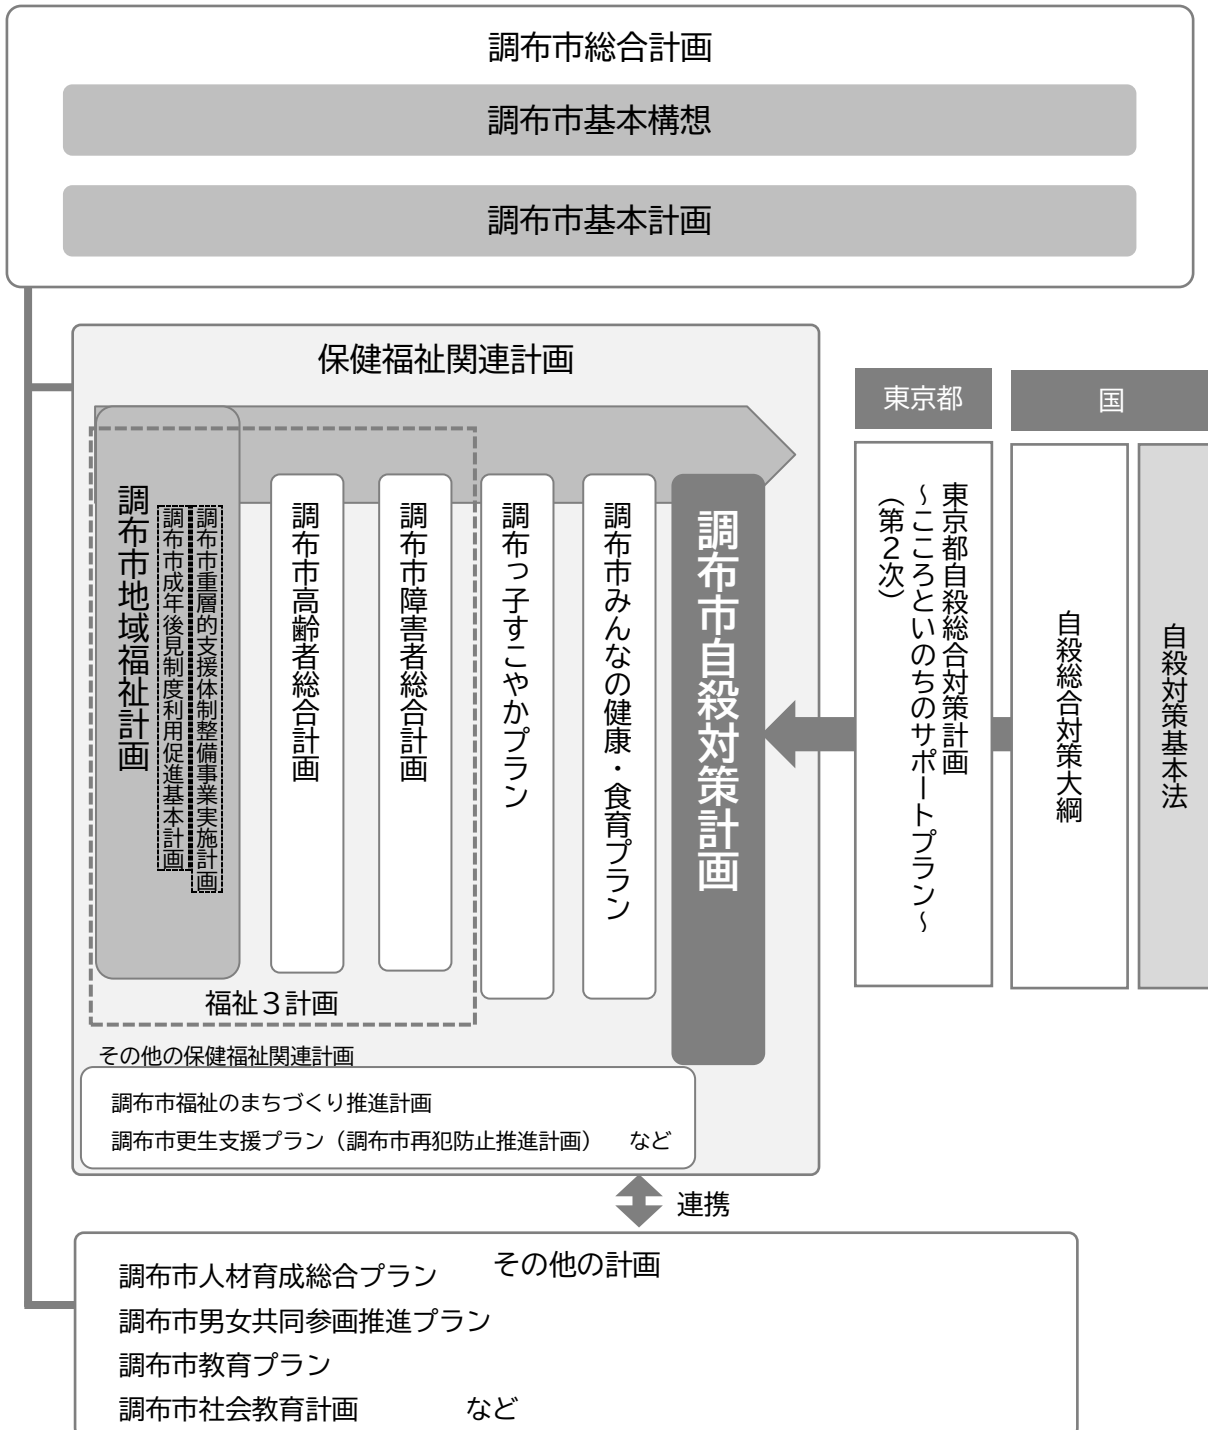 調布市総合計画
調布市基本構想
調布市基本計画
保健福祉関連計画
調布市地域福祉計画
調布市成年後見制度利用促進基本計画
調布市重層的支援体制整備事業実施計画
調布市高齢者総合計画
調布市障害者総合計画
福祉3計画
調布っ子すこやかプラン
調布市みんなの健康・食育プラン
調布市自殺対策計画
その他の保健福祉関連計画
調布市福祉のまちづくり推進計画
調布市更生支援プラン（調布市再犯防止推進計画） など
東京都
東京都自殺総合対策計画
～こころといのちのサポートプラン～
（第2次）
国
自殺総合対策大綱
自殺対策基本法
連携
その他の計画
調布市人材育成総合プラン
調布市男女共同参画推進プラン
調布市教育プラン
調布市社会教育計画 など